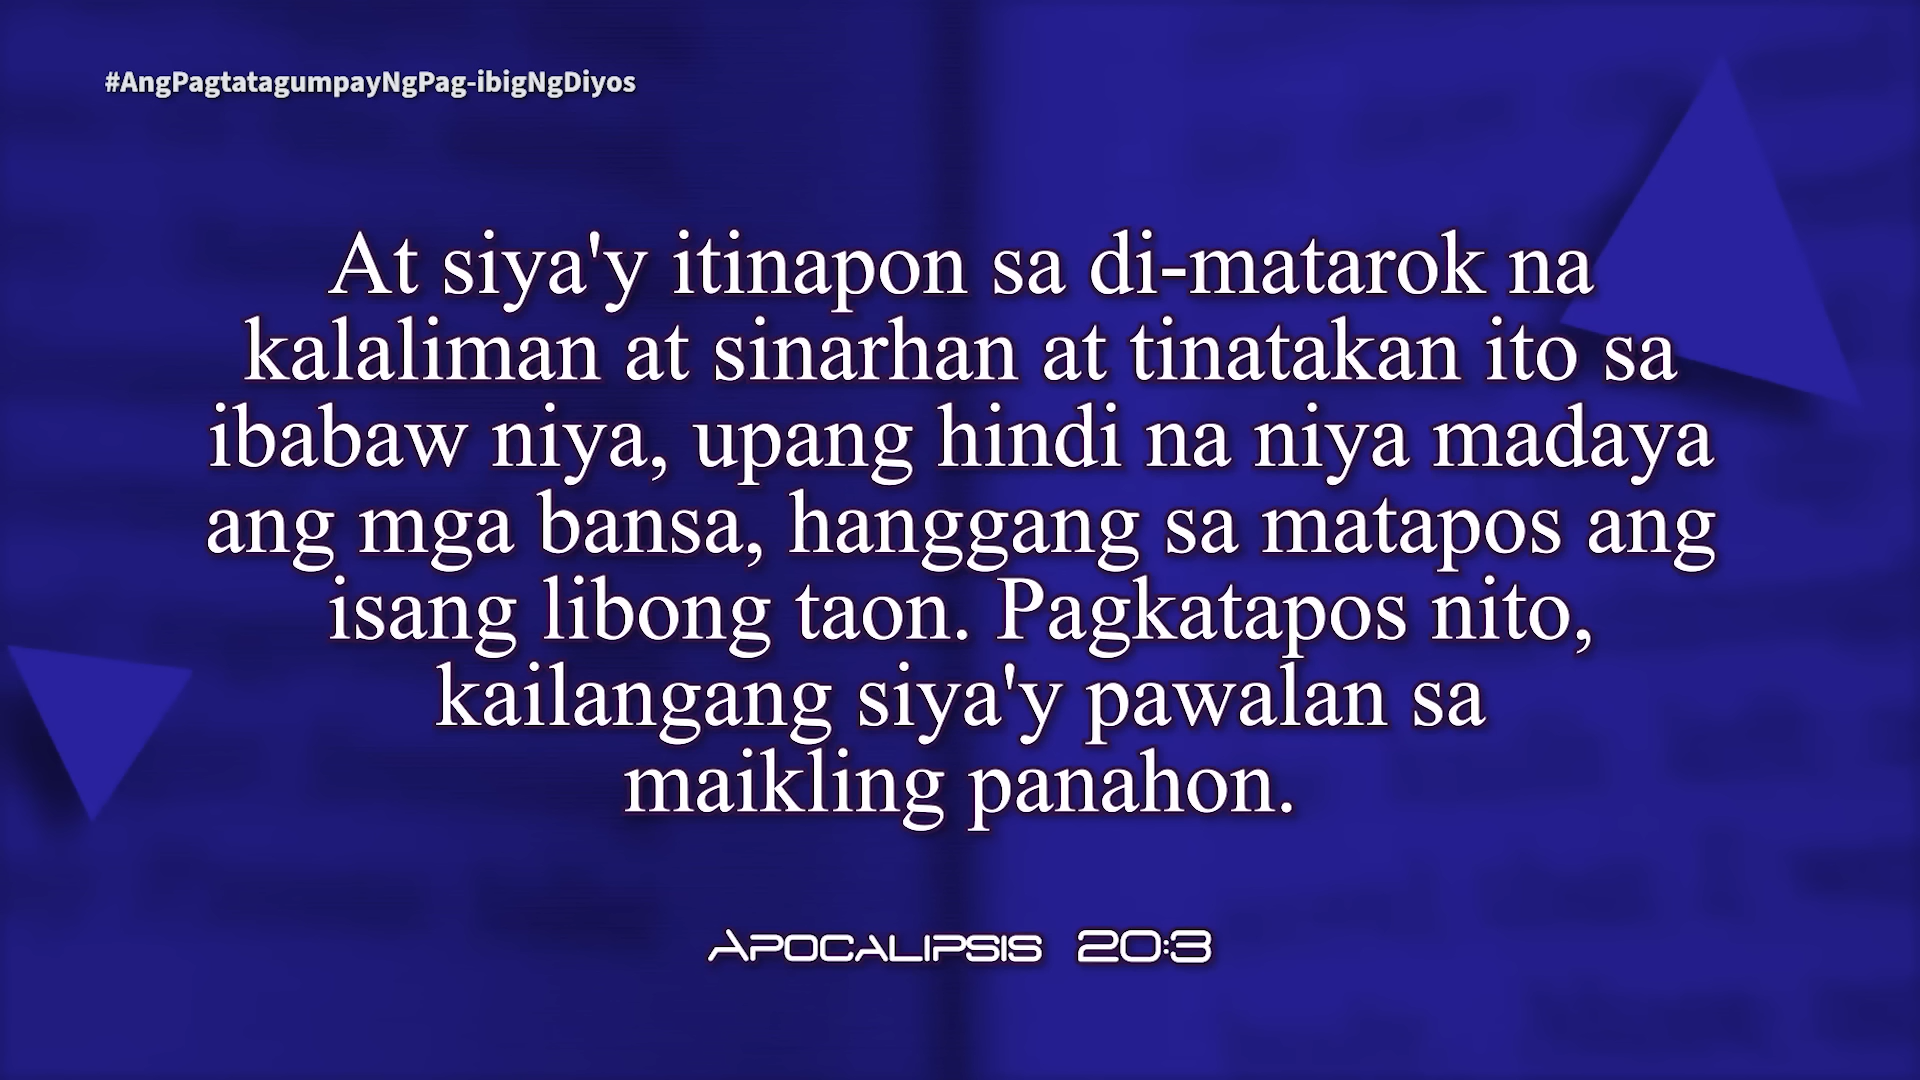 #AngPagtatagumpayNgPag-ibigNgDiyos
At siya'y itinapon sa di-matarok na
kalaliman at sinarhan at tinatakan ito sa
ibabaw niya, upang hindi na niya madaya
ang mga bansa, hanggang sa matapos ang
isang libong taon. Pagkatapos nito,
kailangang siya'y pawalan sa
maikling panahon.
Apocalipsis 20:3